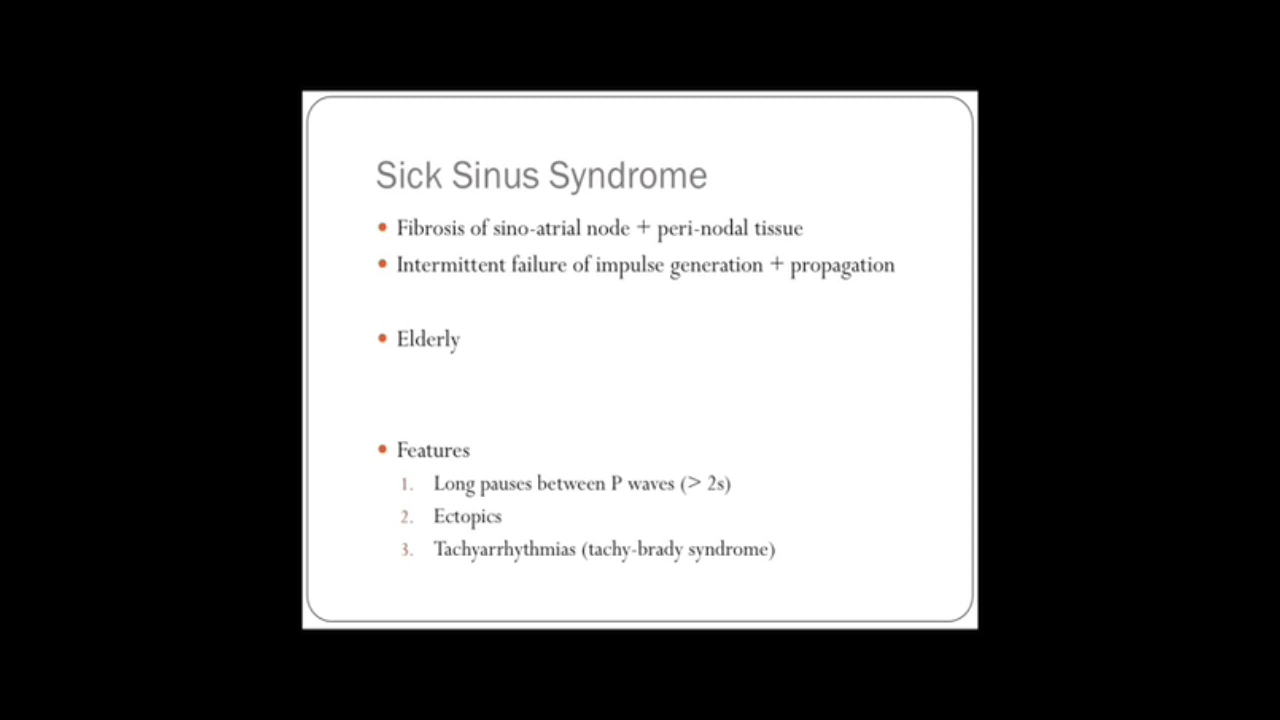 Sick Sinus Syndrome
• Fibrosis of sino-atrial node + peri-nodal tissue
• Intermittent failure of impulse generation + propagation
• Elderly
• Features
1. Long pauses between P waves (> 2s)
2. Ectopics
3. Tachyarrhythmias (tachy-brady syndrome)